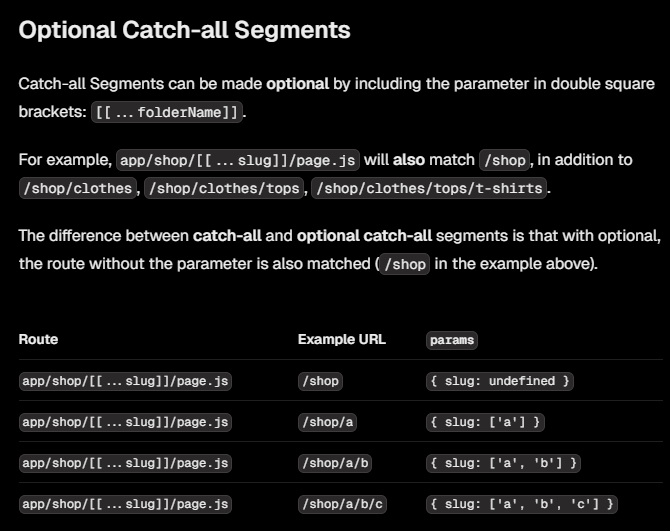 Optional Catch-all Segments
Catch-all Segments can be made optional by including the parameter in double square
brackets: [[...folderName]].
For example, app/shop/[[...slug]]/page.js will also match /shop, in addition to
/shop/clothes, /shop/clothes/tops, /shop/clothes/tops/t-shirts.
The difference between catch-all and optional catch-all segments is that with optional,
the route without the parameter is also matched (/shop in the example above).
Route Example URL params
app/shop/[[...slug]]/page.js /shop { slug: undefined }
app/shop/[[...slug]]/page.js /shop/a { slug: ['a'] }
app/shop/[[...slug]]/page.js /shop/a/b { slug: ['a', 'b'] }
app/shop/[[...slug]]/page.js /shop/a/b/c { slug: ['a', 'b', 'c'] }